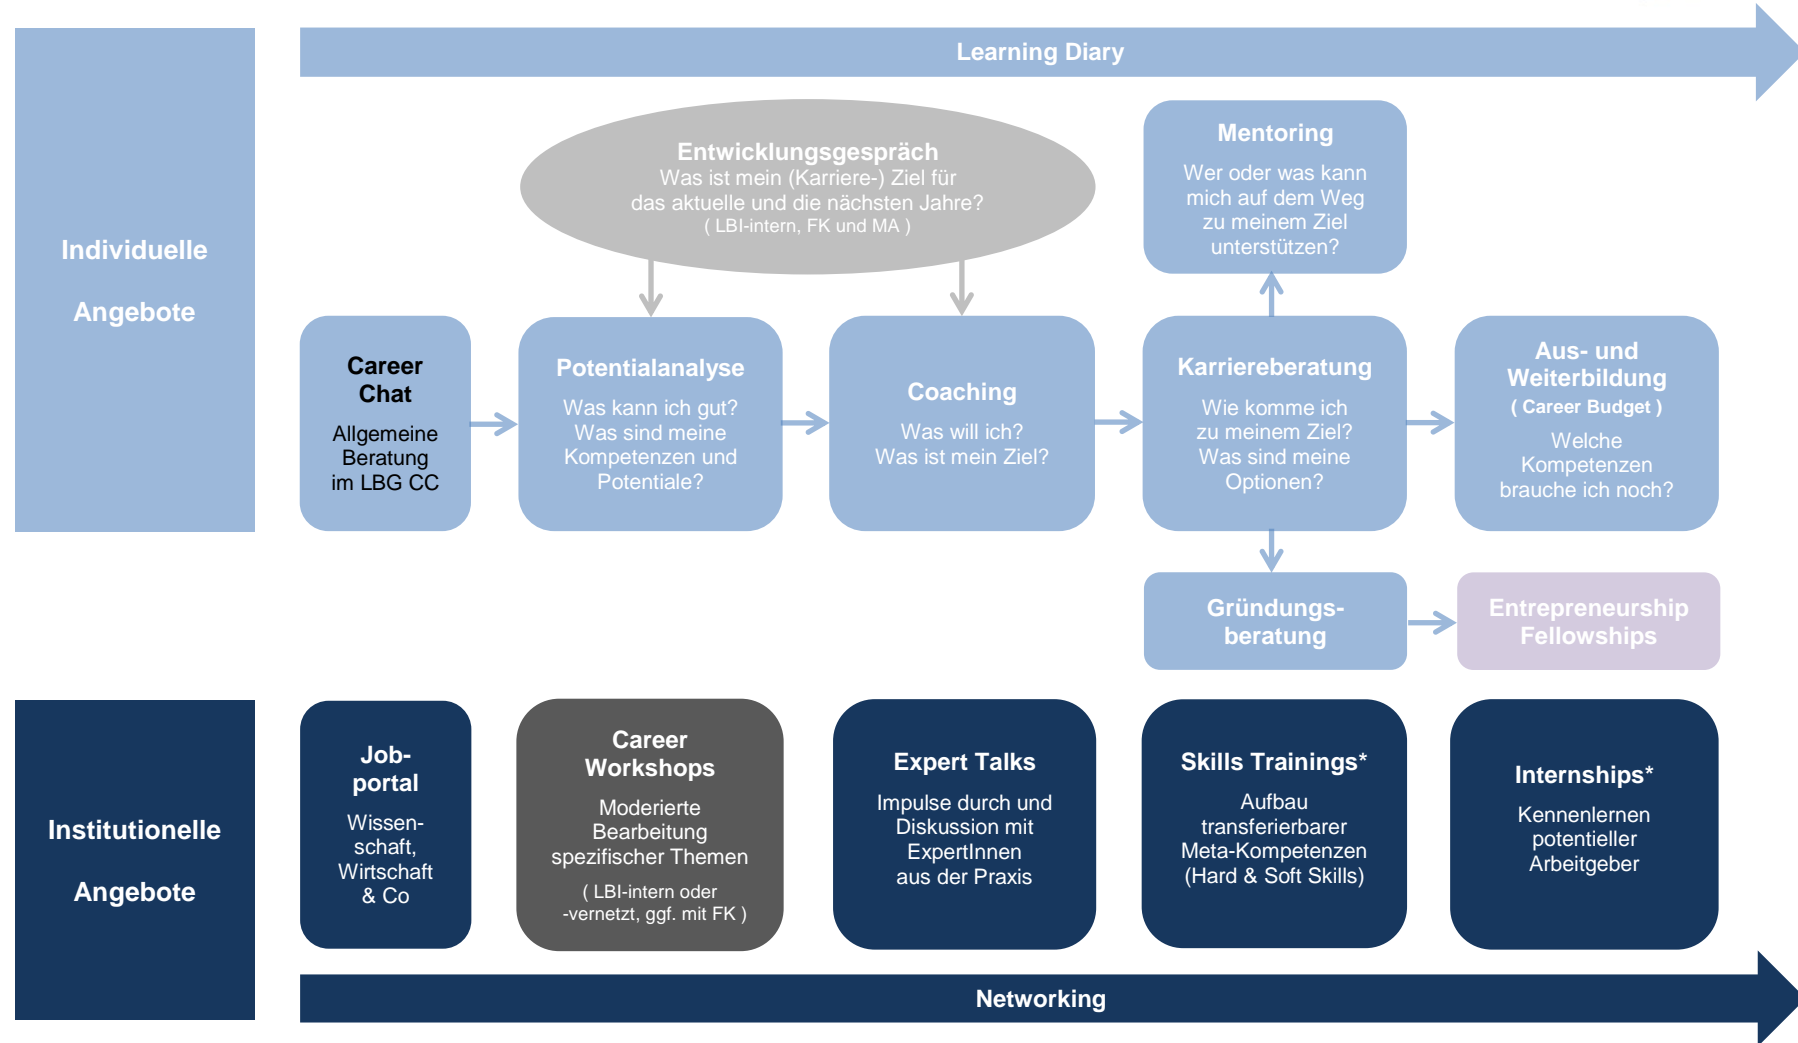 Learning Diary
Individuelle
Angebote
Entwicklungsgespräch
Was ist mein (Karriere-) Ziel für
das aktuelle und die nächsten Jahre?
( LBI-intern, FK und MA )
Mentoring
Wer oder was kann
mich auf dem Weg
zu meinem Ziel
unterstützen?
Career
Chat
Allgemeine
Beratung
im LBG CC
Potentialanalyse
Was kann ich gut?
Was sind meine
Kompetenzen und
Potentiale?
Coaching
Was will ich?
Was ist mein Ziel?
Karriereberatung
Wie komme ich
zu meinem Ziel?
Was sind meine
Optionen?
Aus- und
Weiterbildung
( Career Budget )
Welche
Kompetenzen
brauche ich noch?
Gründungs-
beratung
Entrepreneurship
Fellowships
Institutionelle
Angebote
Job-
portal
Wissen-
schaft,
Wirtschaft
& Co
Career
Workshops
Moderierte
Bearbeitung
spezifischer Themen
( LBI-intern oder
-vernetzt, ggf. mit FK )
Expert Talks
Impulse durch und
Diskussion mit
ExpertInnen
aus der Praxis
Skills Trainings*
Aufbau
transferierbarer
Meta-Kompetenzen
(Hard & Soft Skills)
Internships*
Kennenlernen
potentieller
Arbeitgeber
Networking